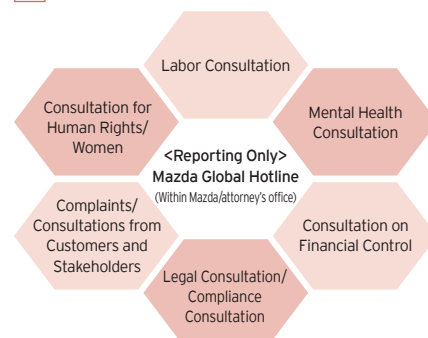 Labor Consultation
Consultation for
Human Rights/
Women
Mental Health
Consultation
<Reporting Only>
Mazda Global Hotline
(Within Mazda/attorney's office)
Complaints/
Consultations from
Customers and
Stakeholders
Consultation on
Financial Control
Legal Consultation/
Compliance
Consultation